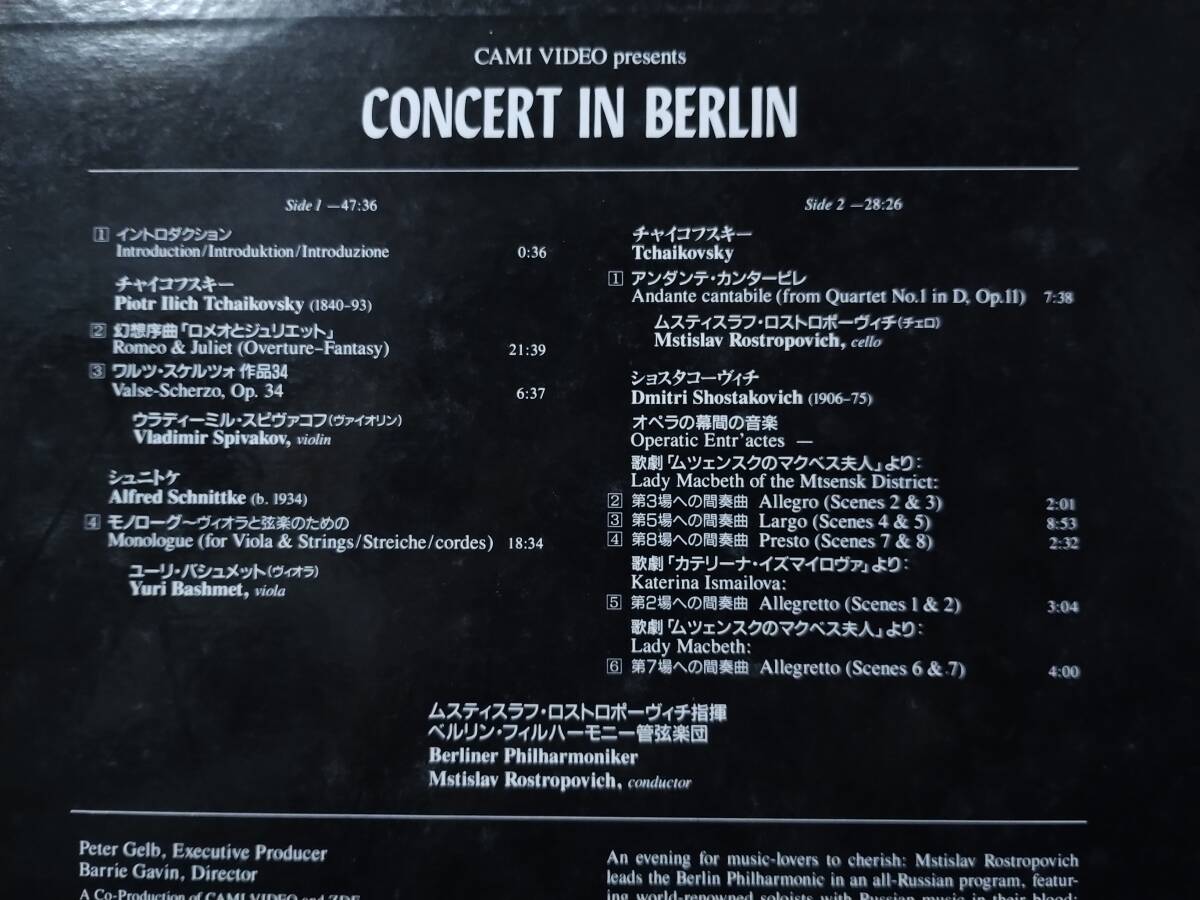 CAMI VIDEO presents
CONCERT IN BERLIN
Side 1 —47:36
1 イントロダクション
Introduction/Introduktion/Introduzione 0:36
チャイコフスキー
Piotr Ilich Tchaikovsky (1840–93)
2 幻想序曲「ロメオとジュリエット」
Romeo & Juliet (Overture–Fantasy) 21:39
3 ワルツ・スケルツォ 作品34
Valse-Scherzo, Op. 34 6:37
ウラディーミル・スピヴァコフ(ヴァイオリン)
Vladimir Spivakov, violin
シュニトケ
Alfred Schnittke (b. 1934)
4 モノローグ〜ヴィオラと弦楽のための
Monologue (for Viola & Strings/Streiche/cordes) 18:34
ユーリ・バシュメット(ヴィオラ)
Yuri Bashmet, viola
Side 2 —28:26
チャイコフスキー
Tchaikovsky
1 アンダンテ・カンタービレ
Andante cantabile (from Quartet No.1 in D, Op.11) 7:38
ムスティスラフ・ロストロポーヴィチ(チェロ)
Mstislav Rostropovich, cello
ショスタコーヴィチ
Dmitri Shostakovich (1906–75)
オペラの幕間の音楽
Operatic Entr'actes —
歌劇「ムツェンスクのマクベス夫人」より:
Lady Macbeth of the Mtsensk District:
2 第3場への間奏曲 Allegro (Scenes 2 & 3) 2:01
3 第5場への間奏曲 Largo (Scenes 4 & 5) 8:53
4 第8場への間奏曲 Presto (Scenes 7 & 8) 2:32
歌劇「カテリーナ・イズマイロヴァ」より:
Katerina Ismailova:
5 第2場への間奏曲 Allegretto (Scenes 1 & 2) 3:04
歌劇「ムツェンスクのマクベス夫人」より:
Lady Macbeth:
6 第7場への間奏曲 Allegretto (Scenes 6 & 7) 4:00
ムスティスラフ・ロストロポーヴィチ指揮
ベルリン・フィルハーモニー管弦楽団
Berliner Philharmoniker
Mstislav Rostropovich, conductor
Peter Gelb, Executive Producer
Barrie Gavin, Director
A Co-Production of CAMI VIDEO and ZDF
An evening for music-lovers to cherish: Mstislav Rostropovich
leads the Berlin Philharmonic in an all-Russian program, featur-
ing world-renowned soloists with Russian music in their blood: